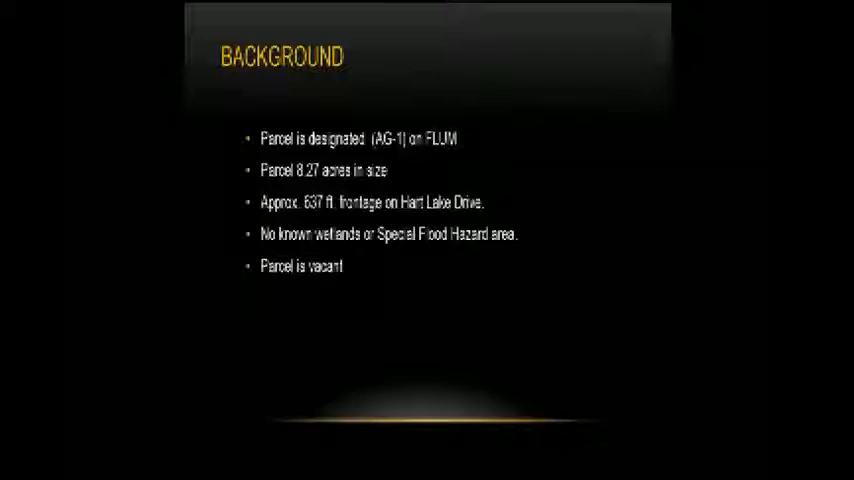 BACKGROUND
• Parcel is designated (AG-1) on FLUM
• Parcel 8.27 acres in size
• Approx. 637 ft. frontage on Hart Lake Drive.
• No known wetlands or Special Flood Hazard area.
• Parcel is vacant